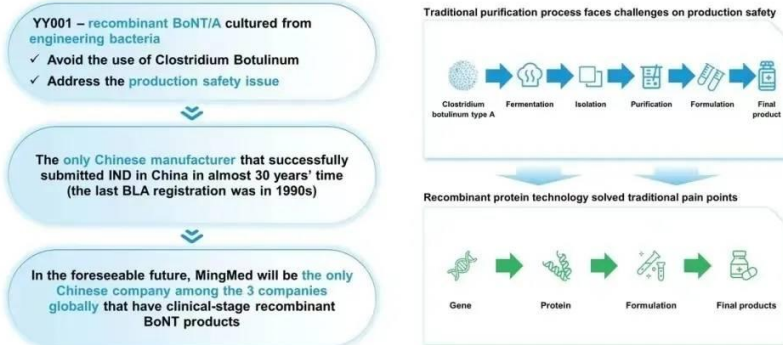 YY001 – recombinant BoNT/A cultured from
engineering bacteria
✓ Avoid the use of Clostridium Botulinum
✓ Address the production safety issue
The only Chinese manufacturer that successfully
submitted IND in China in almost 30 years' time
(the last BLA registration was in 1990s)
In the foreseeable future, MingMed will be the only
Chinese company among the 3 companies
globally that have clinical-stage recombinant
BoNT products
Traditional purification process faces challenges on production safety
Clostridium
botulinum type A
Fermentation
Isolation
Purification
Formulation
Final
product
Recombinant protein technology solved traditional pain points
Gene
Protein
Formulation
Final products